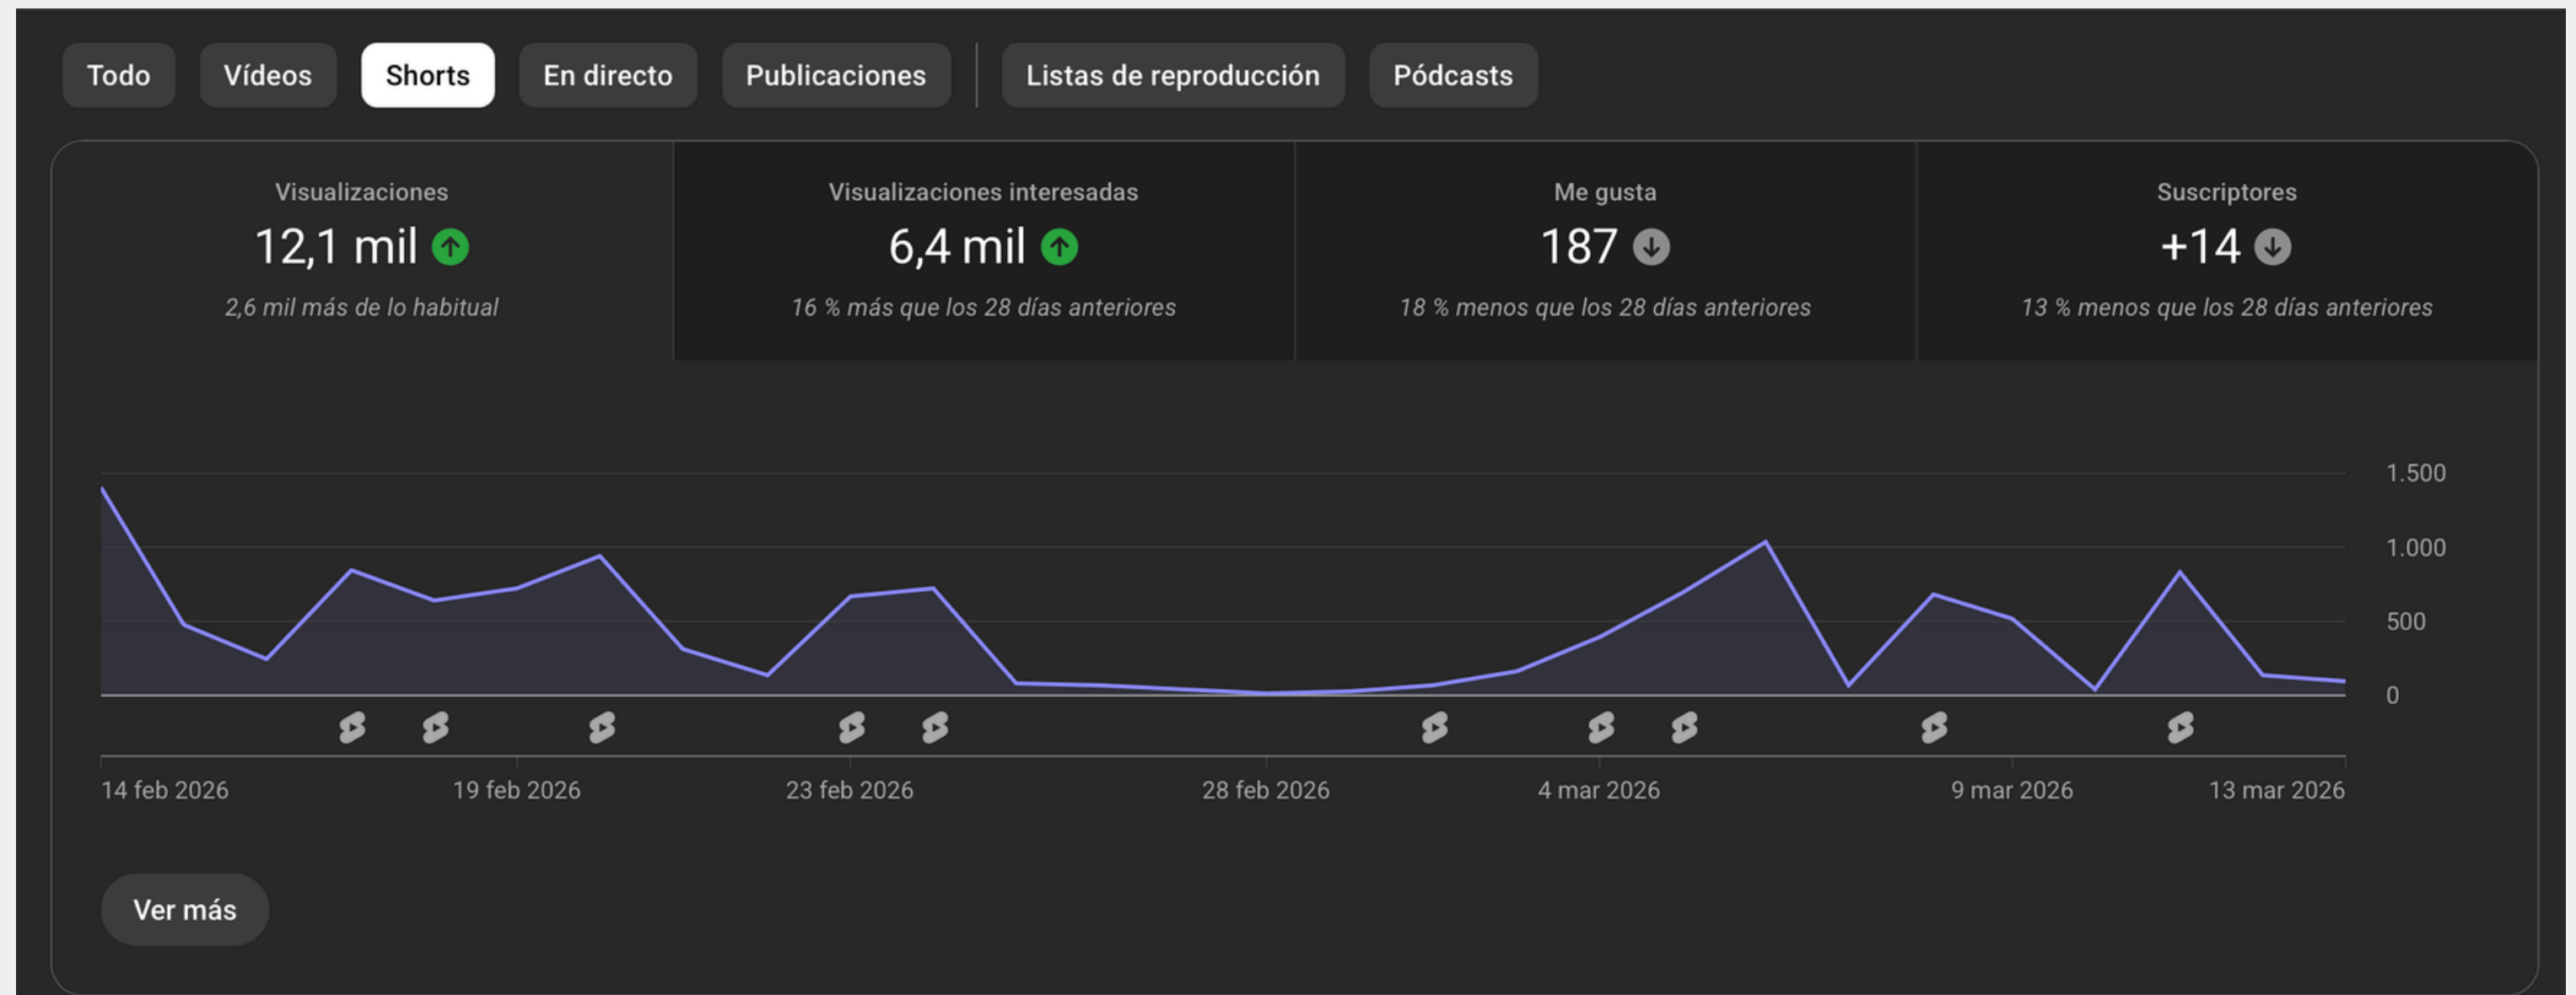 Todo
Vídeos
Shorts
En directo
Publicaciones
Listas de reproducción
Pódcasts
Visualizaciones
12,1 mil
2,6 mil más de lo habitual
Visualizaciones interesadas
6,4 mil
16 % más que los 28 días anteriores
Me gusta
187
18 % menos que los 28 días anteriores
Suscriptores
+14
13 % menos que los 28 días anteriores
1.500
1.000
500
0
14 feb 2026
19 feb 2026
23 feb 2026
28 feb 2026
4 mar 2026
9 mar 2026
13 mar 2026
Ver más